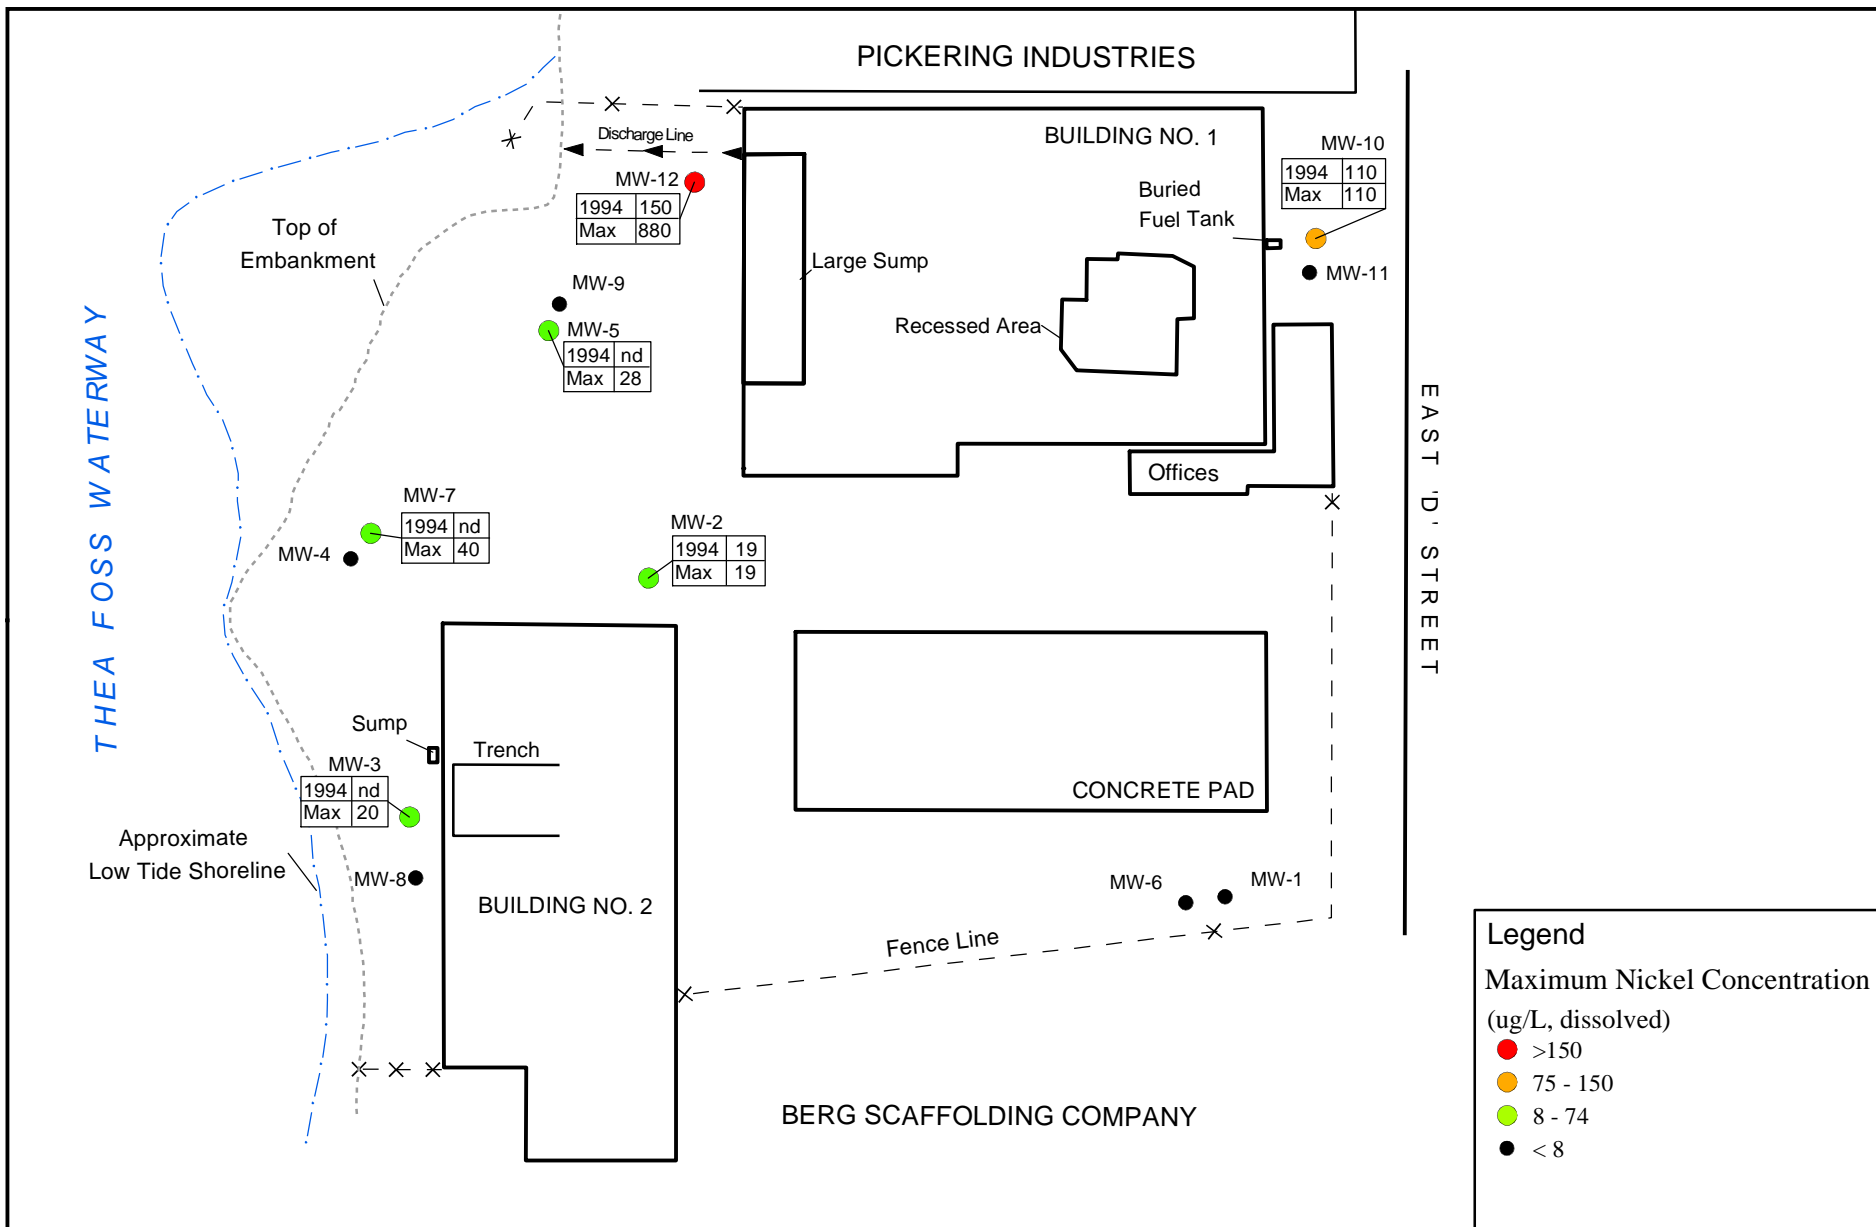 PICKERING INDUSTRIES
Discharge Line
BUILDING NO. 1
MW-10
1994 110
Max 110
MW-12
1994 150
Max 880
Buried
Fuel Tank
Top of
Embankment
Large Sump
MW-11
MW-9
MW-5
1994 nd
Max 28
Recessed Area
THEA FOSS WATERWAY
EAST 'D' STREET
Offices
MW-7
1994 nd
Max 40
MW-4
MW-2
1994 19
Max 19
Sump
Trench
MW-3
1994 nd
Max 20
CONCRETE PAD
Approximate
Low Tide Shoreline
MW-8
BUILDING NO. 2
MW-6
MW-1
Fence Line
BERG SCAFFOLDING COMPANY
Legend
Maximum Nickel Concentration
(ug/L, dissolved)
>150
75 - 150
8 - 74
< 8